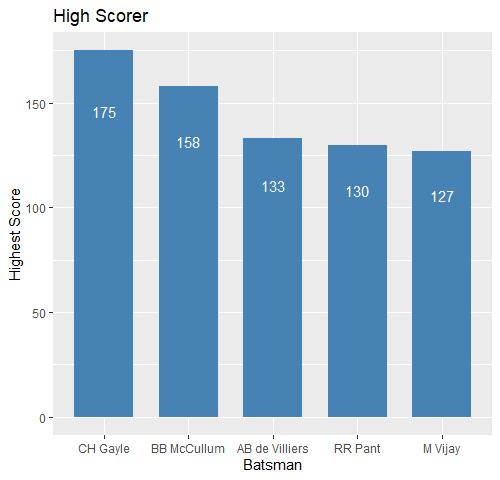 High Scorer
Highest Score
150
100
50
0
175
158
133
130
127
CH Gayle
BB McCullum
AB de Villiers
RR Pant
M Vijay
Batsman